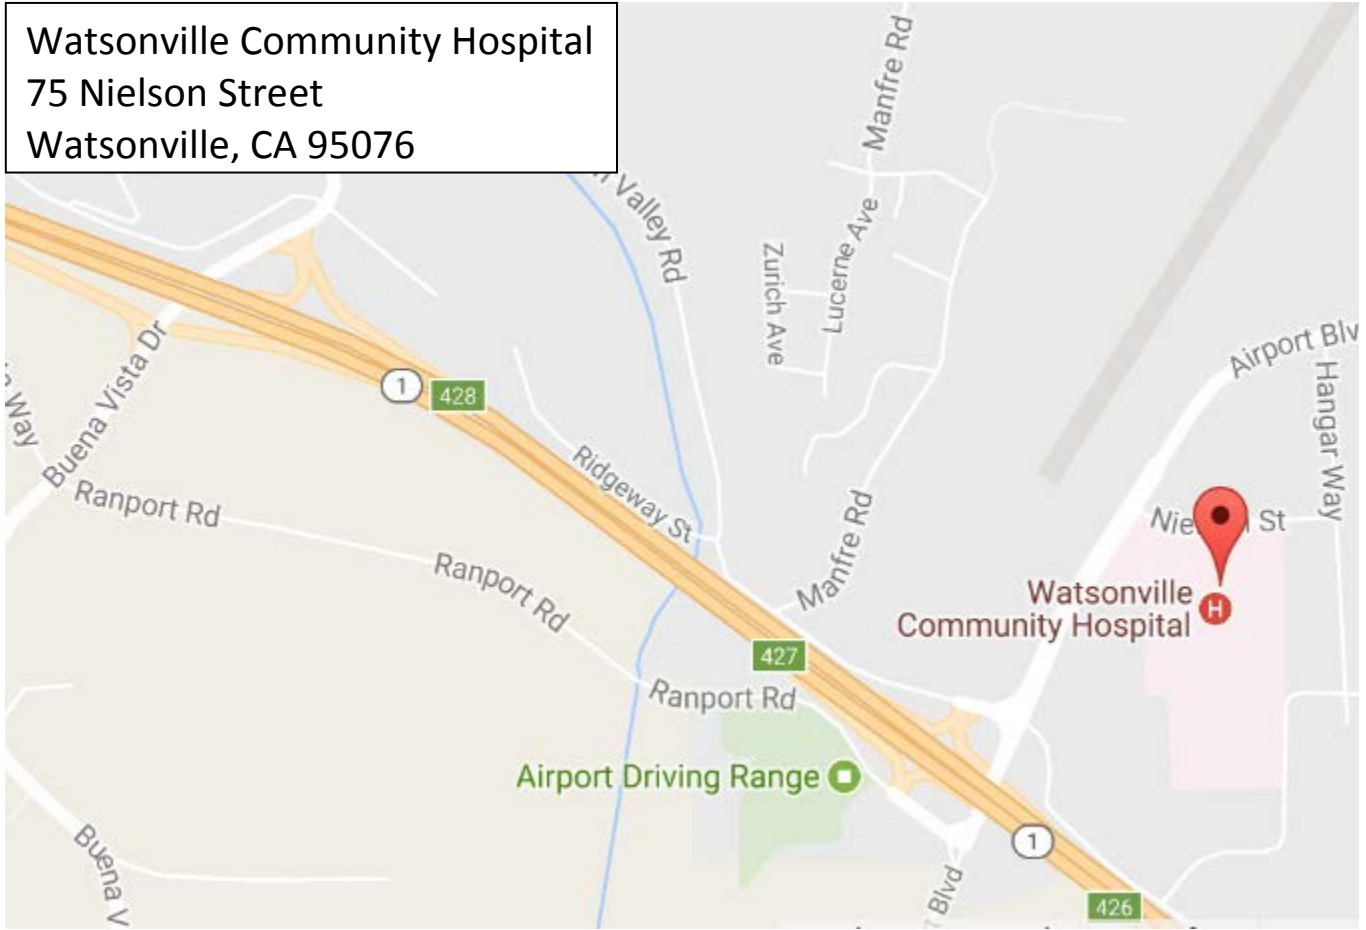 Watsonville Community Hospital
75 Nielson Street
Watsonville, CA 95076
Manfre Rd
Valley Rd
Zurich Ave
Lucerne Ave
Airport Blv
Hangar Way
Buena Vista Dr
Way
1
428
Ridgeway St
Ranport Rd
Manfre Rd
St
Ranport Rd
Watsonville
Community Hospital
H
427
Ranport Rd
Airport Driving Range
1
Buena V
Blvd
426